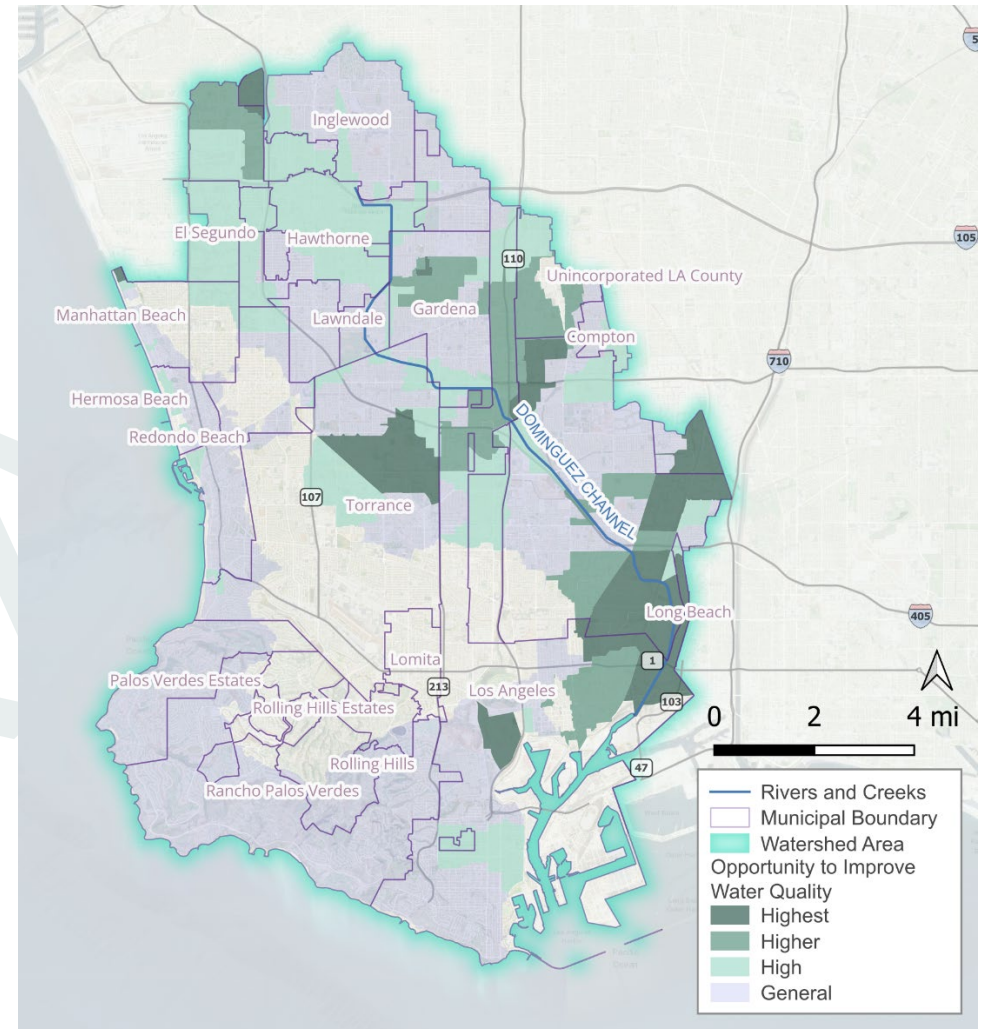 5
Inglewood
105
El Segundo
Hawthorne
110
Unincorporated LA County
Manhattan Beach
Lawndale
Gardena
Compton
710
Hermosa Beach
Redondo Beach
DOMINGUEZ CHANNEL
107
Torrance
Long Beach
405
Lomita
1
Palos Verdes Estates
213
Los Angeles
103
Rolling Hills Estates
0 2 4 mi
Rolling Hills
47
Rancho Palos Verdes
Rivers and Creeks
Municipal Boundary
Watershed Area
Opportunity to Improve
Water Quality
Highest
Higher
High
General